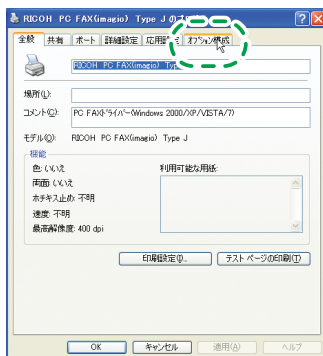 RICOH PC FAX(imagio) Type J のプ
全般 共有 ポート 詳細設定 応用設定 オプション構成
RICOH PC FAX(imagio) Typ
場所(L):
コメント(C): PC FAXドライバー(Windows 2000/XP/VISTA/7)
モデル(O): RICOH PC FAX(imagio) Type J
機能
色: いいえ 利用可能な用紙:
両面: いいえ
ホチキス止め: 不明
速度: 不明
最高解像度: 400 dpi
印刷設定(I)... テスト ページの印刷(T)
OK キャンセル 適用(A) ヘルプ